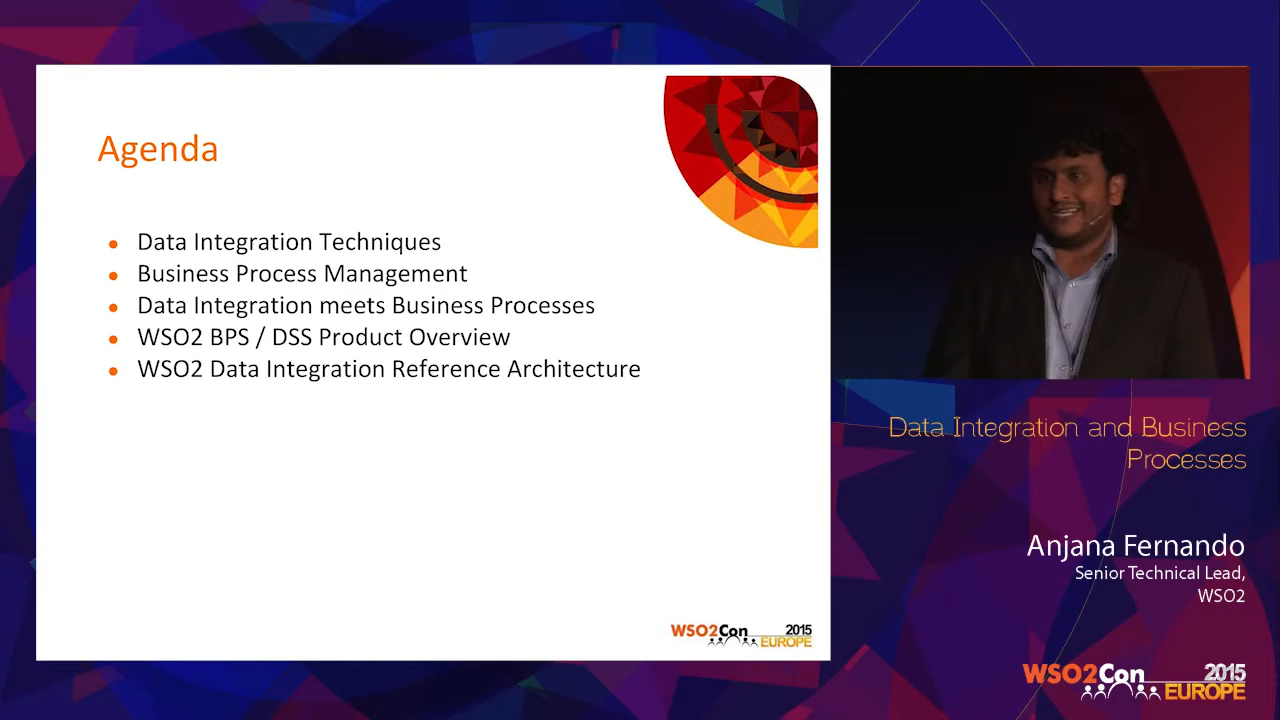 Agenda
● Data Integration Techniques
● Business Process Management
● Data Integration meets Business Processes
● WSO2 BPS / DSS Product Overview
● WSO2 Data Integration Reference Architecture
WSO2Con 2015
EUROPE
Data Integration and Business
Processes
Anjana Fernando
Senior Technical Lead,
WSO2
WSO2Con 2015
EUROPE